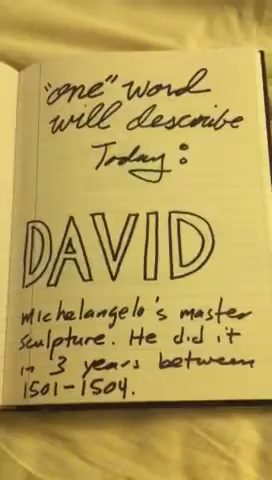 "one" word
will describe
Today:
DAVID
Michelangelo's master
sculpture. He did it
in 3 years between
1501-1504.